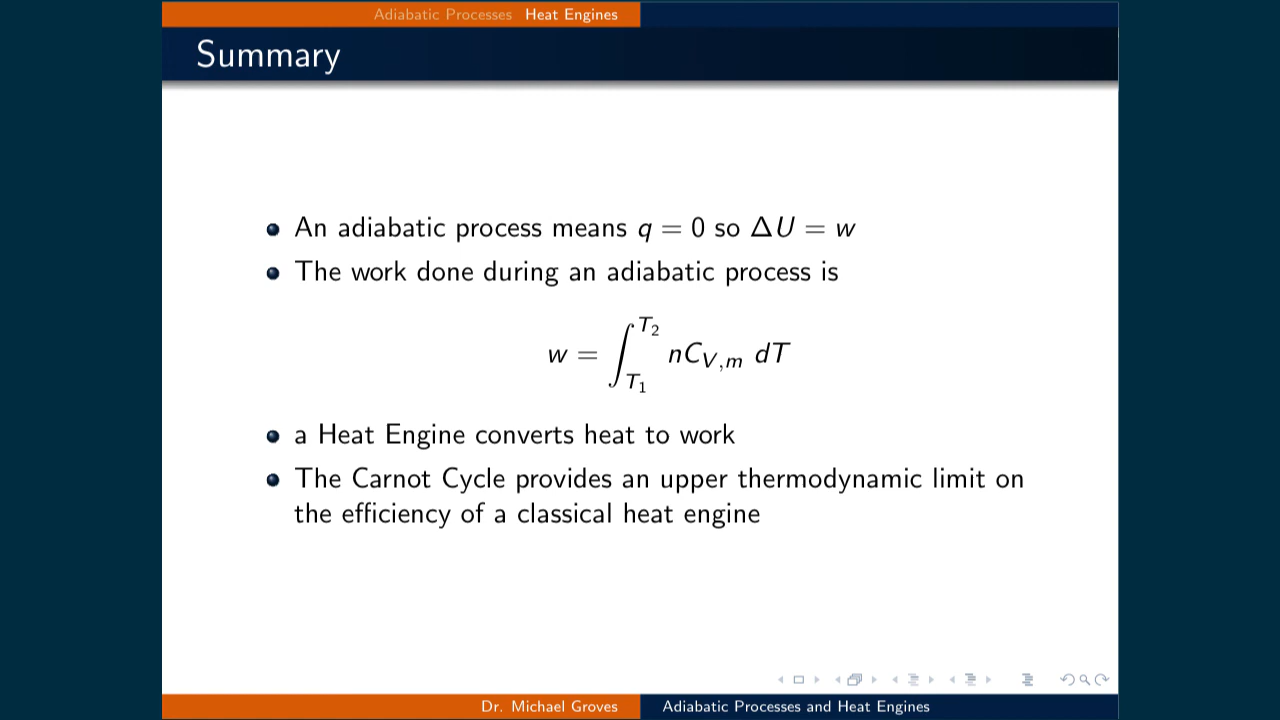 Adiabatic Processes Heat Engines
Summary
An adiabatic process means q = 0 so ΔU = w
The work done during an adiabatic process is
w = ∫_{T_1}^{T_2} nC_{V,m} dT
a Heat Engine converts heat to work
The Carnot Cycle provides an upper thermodynamic limit on
the efficiency of a classical heat engine
Dr. Michael Groves Adiabatic Processes and Heat Engines